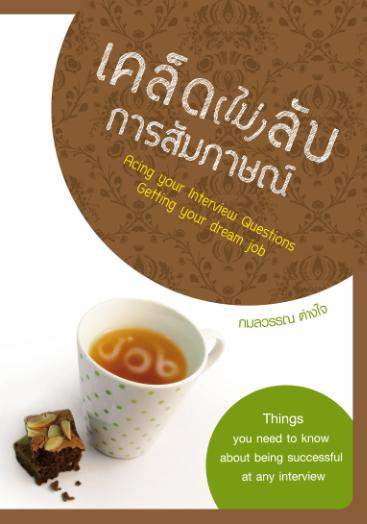 เคล็ด(ไม่)ลับ
การสัมภาษณ์
Acing your Interview Questions
Getting your dream job
กมลวรรณ ต่างใจ
job
Things
you need to know
about being successful
at any interview